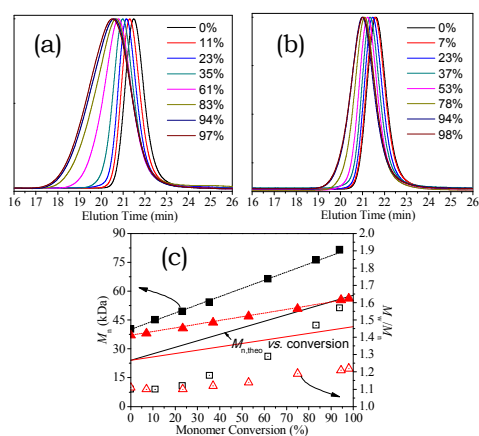 (a)
0%
11%
23%
35%
61%
83%
94%
97%
16 17 18 19 20 21 22 23 24 25 26
Elution Time (min)
(b)
0%
7%
23%
37%
53%
78%
94%
98%
16 17 18 19 20 21 22 23 24 25 26
Elution Time (min)
(c)
90
75
60
45
30
15
0
Mn (kDa)
2.0
1.9
1.8
1.7
1.6
1.5
1.4
1.3
1.2
1.1
1.0
Mw/Mn
Mn,theo vs. conversion
0 10 20 30 40 50 60 70 80 90 100
Monomer Conversion (%)